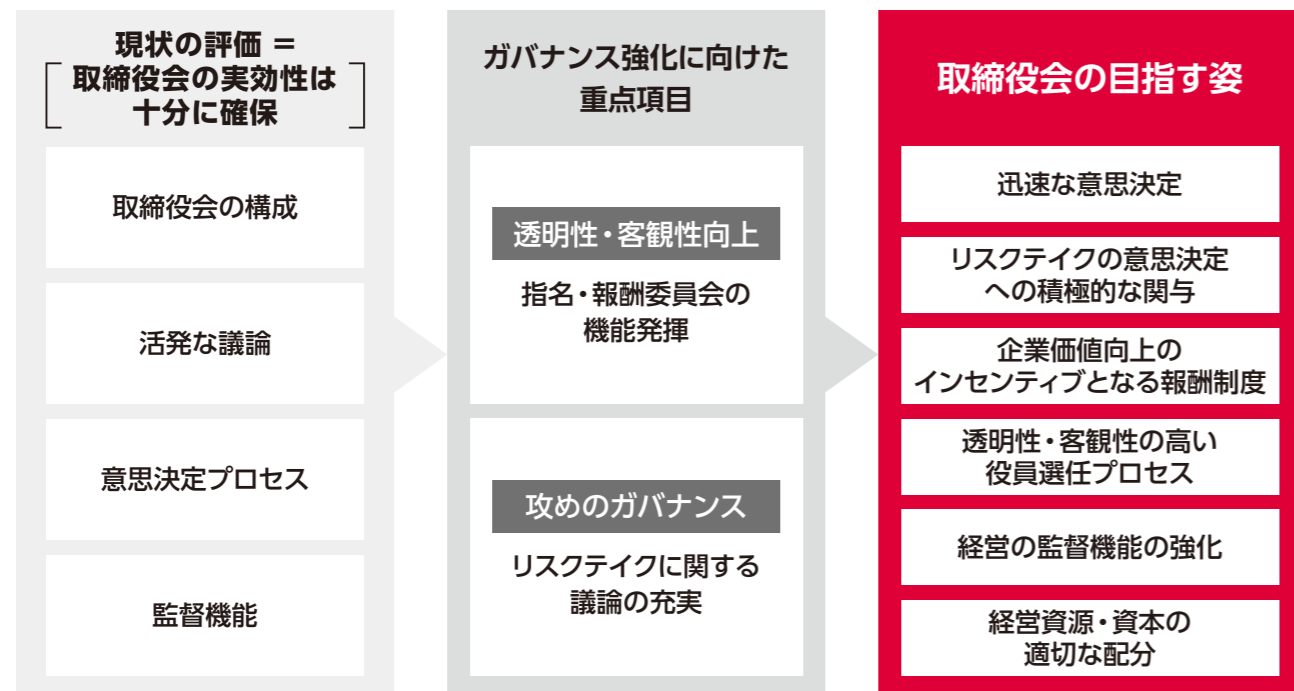 現状の評価 =
取締役会の実効性は
十分に確保
取締役会の構成
活発な議論
意思決定プロセス
監督機能
ガバナンス強化に向けた
重点項目
透明性・客観性向上
指名・報酬委員会の
機能発揮
攻めのガバナンス
リスクテイクに関する
議論の充実
取締役会の目指す姿
迅速な意思決定
リスクテイクの意思決定
への積極的な関与
企業価値向上の
インセンティブとなる報酬制度
透明性・客観性の高い
役員選任プロセス
経営の監督機能の強化
経営資源・資本の
適切な配分